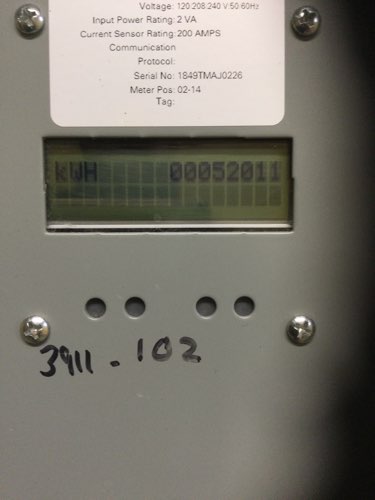 Voltage: 120:208:240 V:50:60Hz
Input Power Rating: 2 VA
Current Sensor Rating: 200 AMPS
Communication
Protocol:
Serial No: 1849TMAJ0226
Meter Pos: 02-14
Tag:
kWH 00052011
3911-102